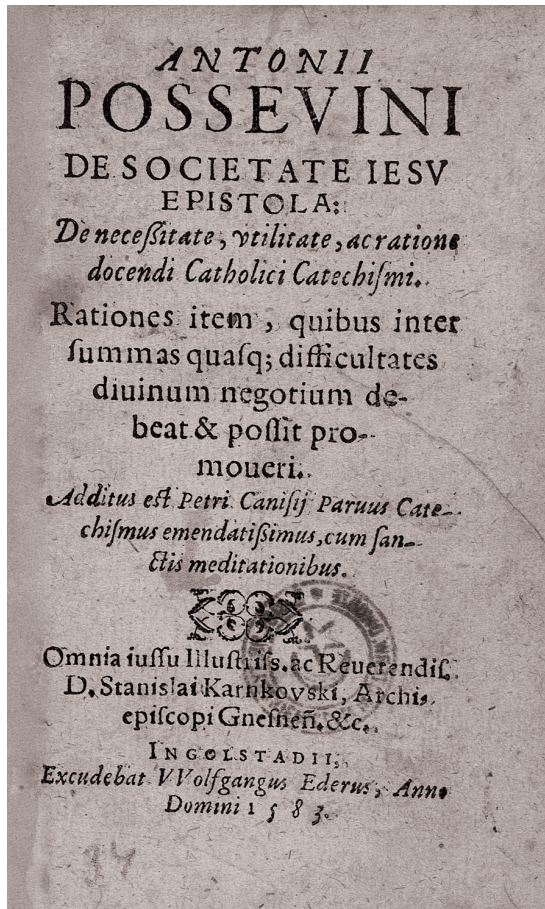 ANTONII
POSSEVINI
DE SOCIETATE IESV
EPISTOLA:
De neceſſitate, vtilitate, ac ratione
docendi Catholici Catechiſmi.
Rationes item, quibus inter
ſummas quaſq; difficultates
diuinum negotium de-
beat & poſſit pro-
moueri.
Additus eſt Petri Caniſij Paruus Cate-
chiſmus emendatiſſimus, cum ſan-
ctis meditationibus.
Omnia iuſſu Illuſtriſs. ac Reuerendiſ.
D. Stanislai Karnkovski, Archi-
epiſcopi Gneſneñ. &c.
INGOLSTADII,
Excudebat VVolfgangus Ederus, Anno
Domini 1583.